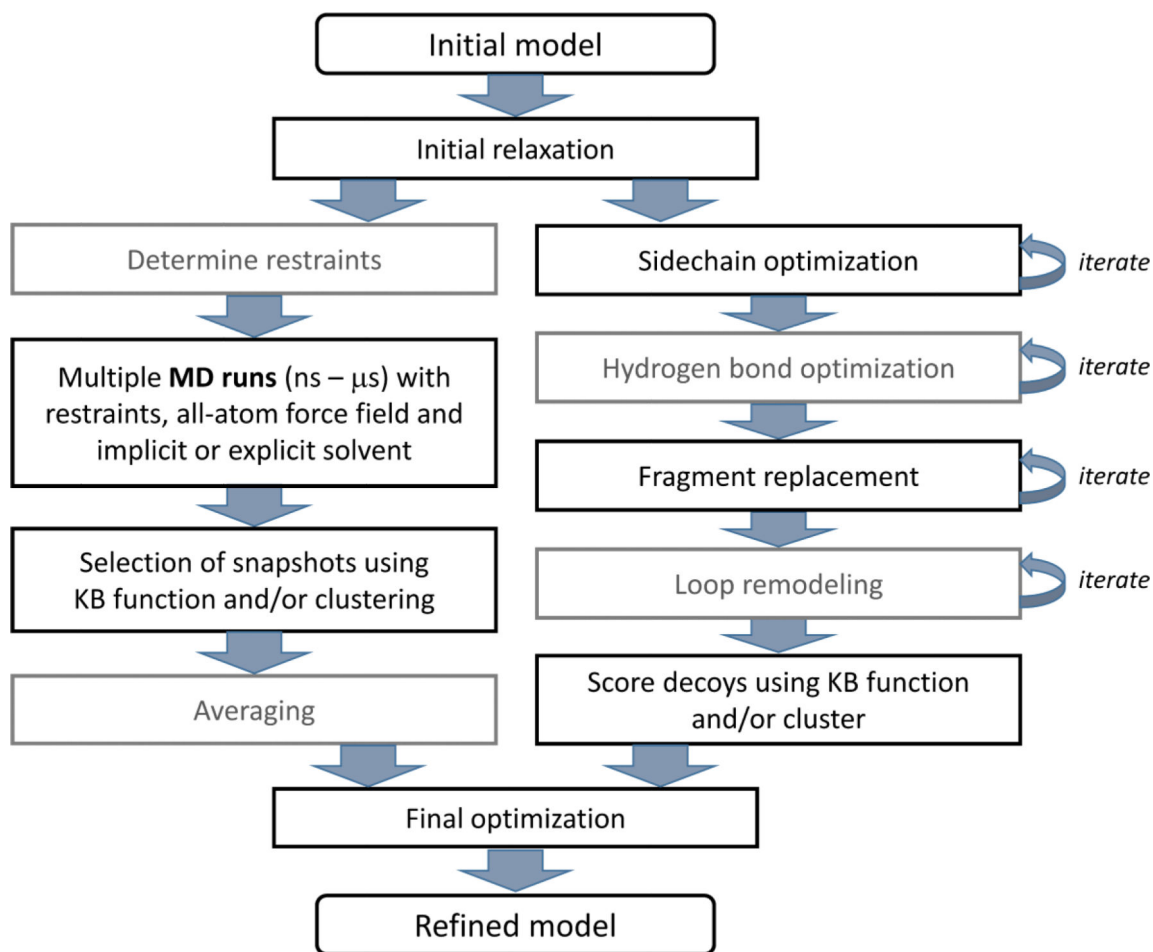 Initial model
Initial relaxation
Determine restraints
Multiple MD runs (ns – μs) with
restraints, all-atom force field and
implicit or explicit solvent
Selection of snapshots using
KB function and/or clustering
Averaging
Sidechain optimization
iterate
Hydrogen bond optimization
iterate
Fragment replacement
iterate
Loop remodeling
iterate
Score decoys using KB function
and/or cluster
Final optimization
Refined model